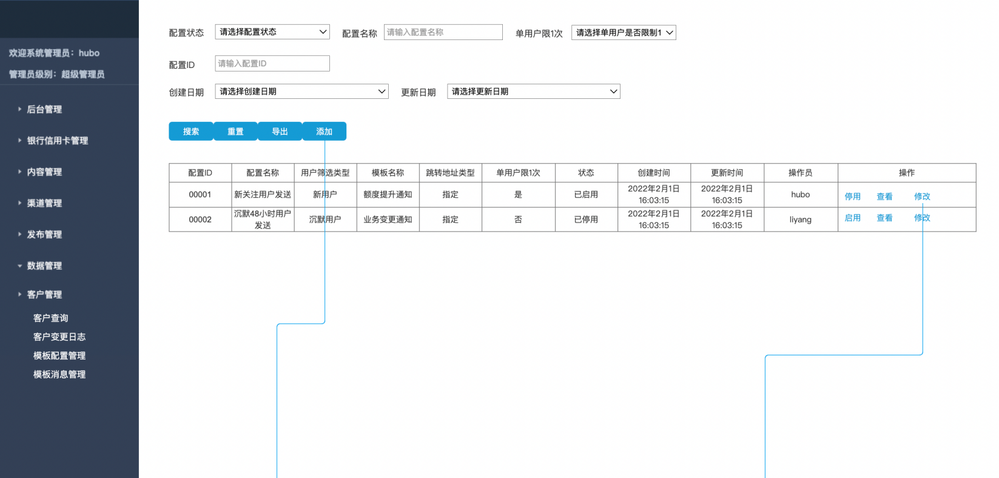 欢迎系统管理员：hubo
管理员级别：超级管理员
后台管理
银行信用卡管理
内容管理
渠道管理
发布管理
数据管理
客户管理
客户查询
客户变更日志
模板配置管理
模板消息管理
配置状态 请选择配置状态 配置名称 请输入配置名称 单用户限1次 请选择单用户是否限制1
配置ID 请输入配置ID
创建日期 请选择创建日期 更新日期 请选择更新日期
搜索 重置 导出 添加
配置ID 配置名称 用户筛选类型 模板名称 跳转地址类型 单用户限1次 状态 创建时间 更新时间 操作员 操作
00001 新关注用户发送 新用户 额度提升通知 指定 是 已启用 2022年2月1日 2022年2月1日 hubo 停用 查看 修改
16:03:15 16:03:15
00002 沉默48小时用户 沉默用户 业务变更通知 指定 否 已停用 2022年2月1日 2022年2月1日 liyang 启用 查看 修改
发送 16:03:15 16:03:15